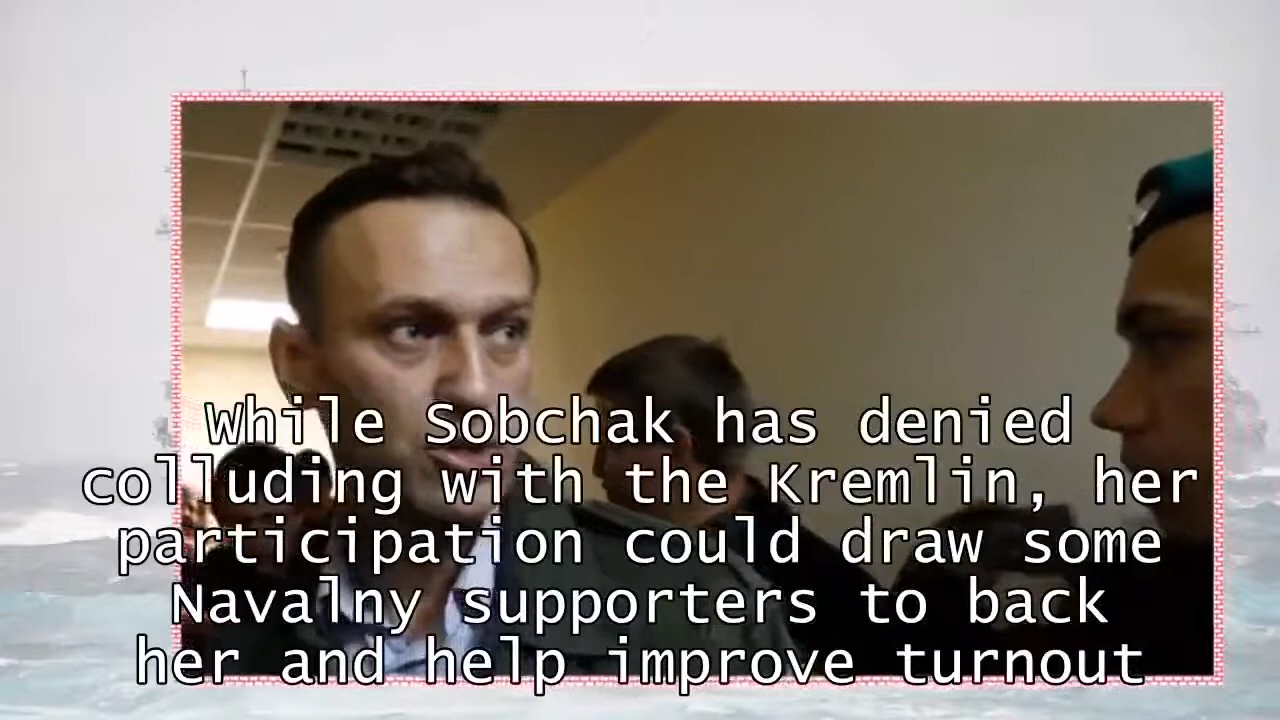 While Sobchak has denied
colluding with the Kremlin, her
participation could draw some
Navalny supporters to back
her and help improve turnout